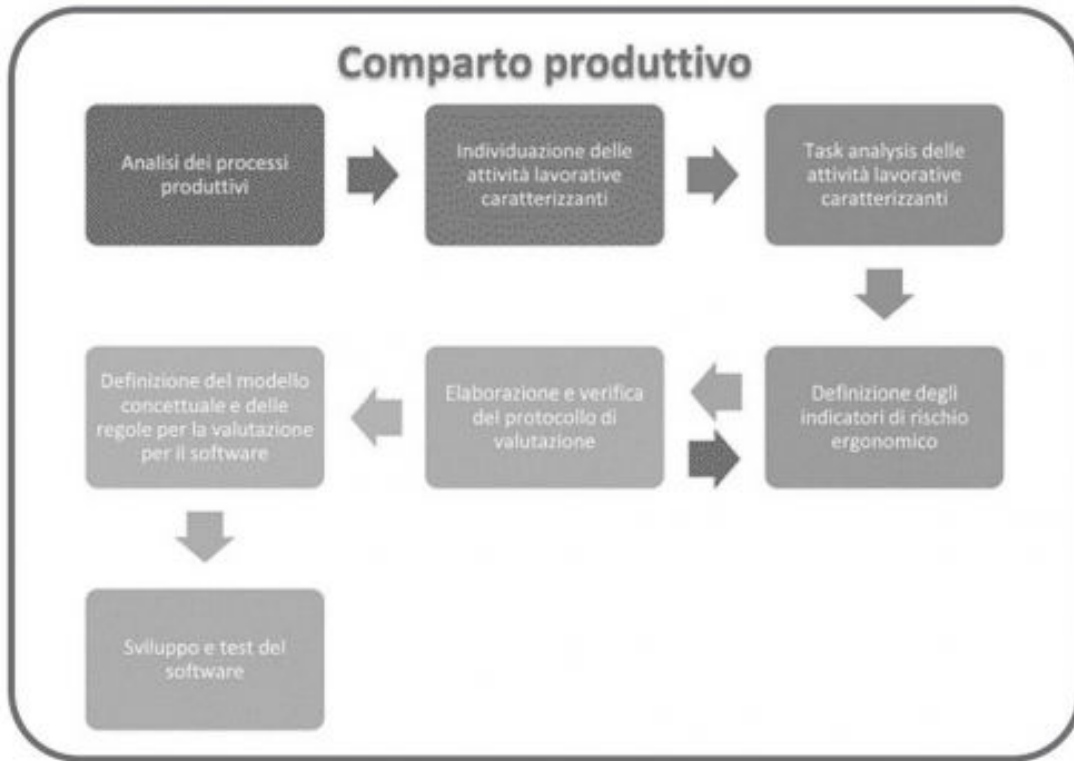 Comparto produttivo
Analisi dei processi
produttivi
Individuazione delle
attività lavorative
caratterizzanti
Task analysis delle
attività lavorative
caratterizzanti
Definizione degli
indicatori di rischio
ergonomico
Elaborazione e verifica
del protocollo di
valutazione
Definizione del modello
concettuale e delle
regole per la valutazione
per il software
Sviluppo e test del
software